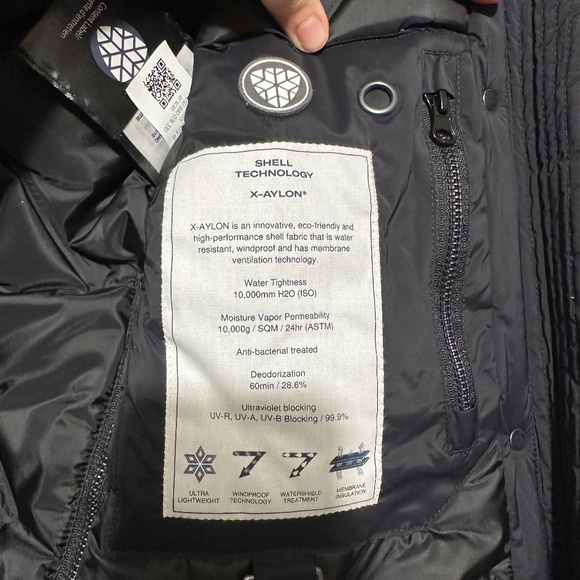 Content Label/
SHELL
TECHNOLOGY
X-AYLON®
X-AYLON is an innovative, eco-friendly and
high-performance shell fabric that is water
resistant, windproof and has membrane
ventilation technology.
Water Tightness
10,000mm H2O (ISO)
Moisture Vapor Permeability
10,000g / SQM / 24hr (ASTM)
Anti-bacterial treated
Deodorization
60min / 28.6%
Ultraviolet blocking
UV-R, UV-A, UV-B Blocking / 99.9%
ULTRA
LIGHTWEIGHT
WINDPROOF
TECHNOLOGY
WATERSHIELD
TREATMENT
MEMBRANE
INSULATION